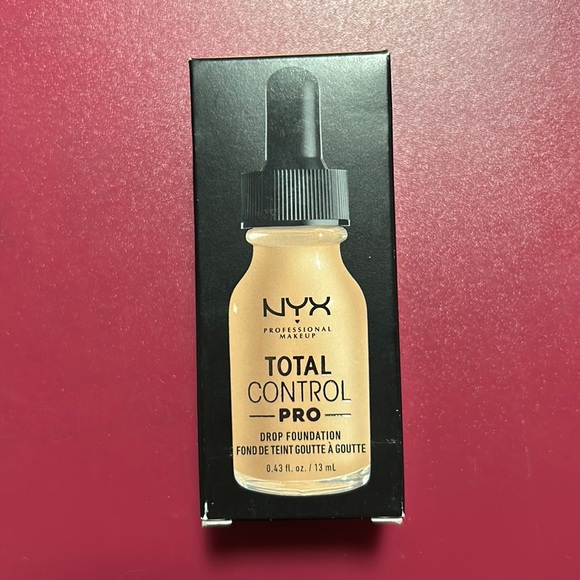 NYX
PROFESSIONAL
MAKEUP
TOTAL
CONTROL
PRO
DROP FOUNDATION
FOND DE TEINT GOUTTE À GOUTTE
0.43 fl. oz. / 13 mL